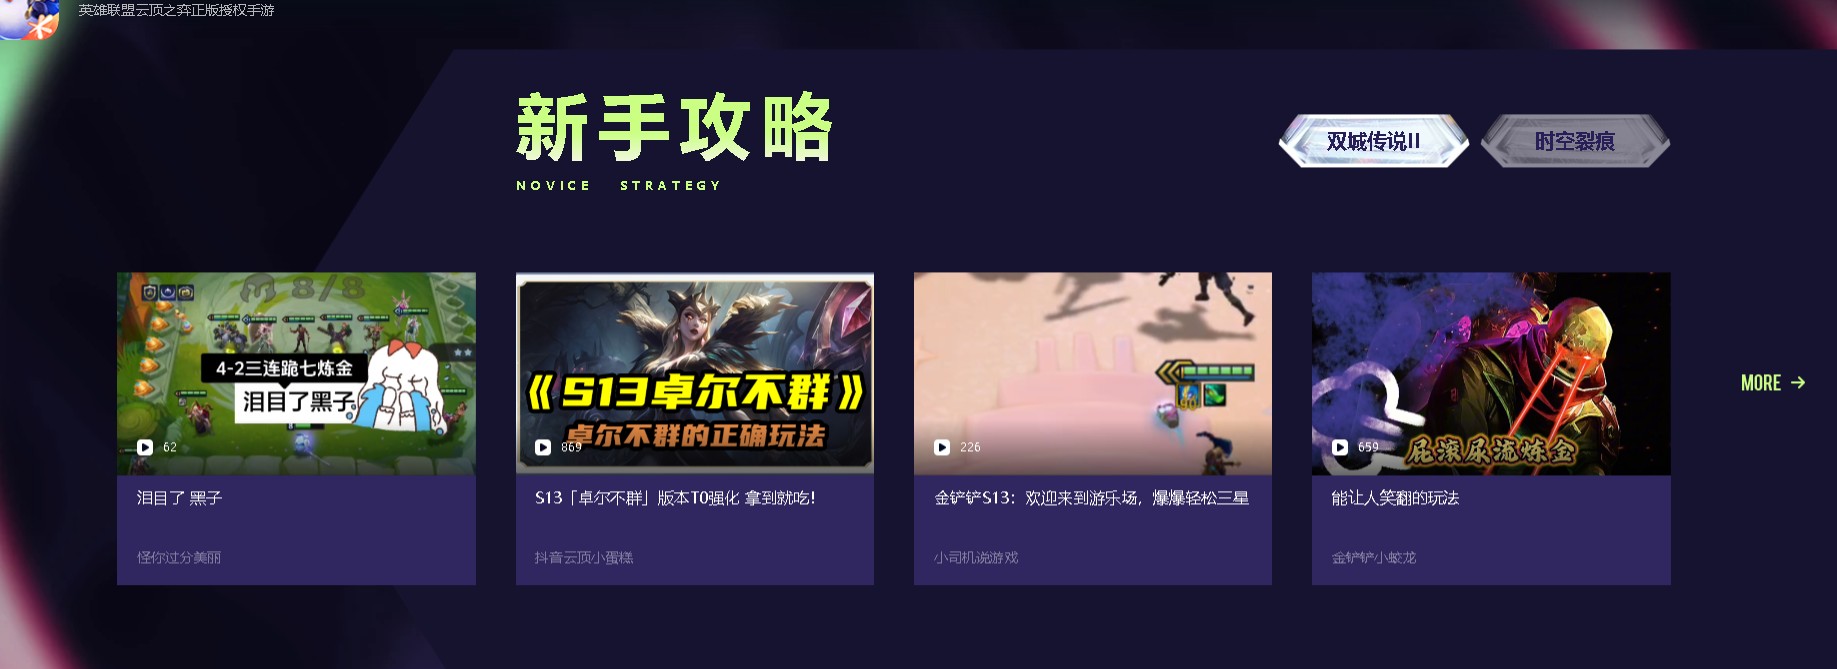 英雄联盟云顶之弈正版授权手游
新手攻略
NOVICE STRATEGY
双城传说II
时空裂痕
8/8
4-2三连跪七炼金
泪目了黑子
62
泪目了 黑子
怪你过分美丽
《S13卓尔不群》
卓尔不群的正确玩法
869
S13「卓尔不群」版本T0强化 拿到就吃！
抖音云顶小蛋糕
226
金铲铲S13：欢迎来到游乐场，爆爆轻松三星
小司机说游戏
屁滚尿流炼金
659
能让人笑翻的玩法
金铲铲小蛟龙
MORE →